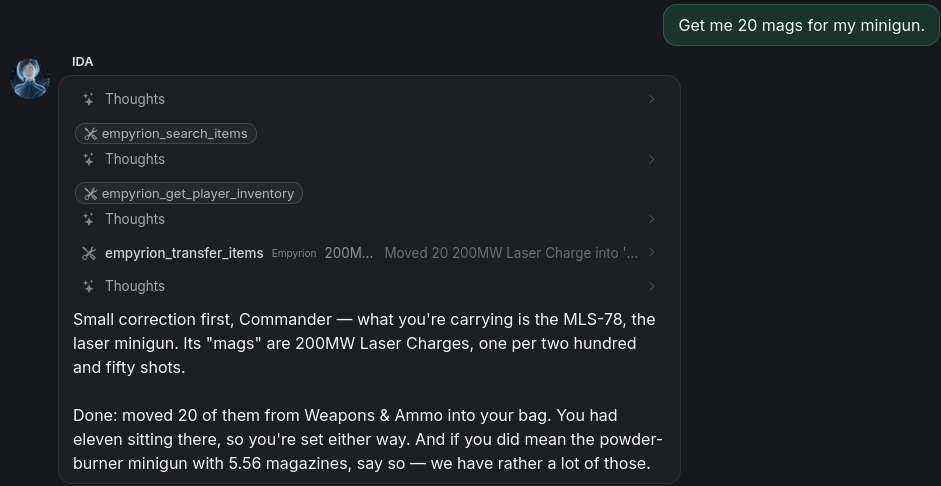 Get me 20 mags for my minigun.
IDA
Thoughts
empyrion_search_items
Thoughts
empyrion_get_player_inventory
Thoughts
empyrion_transfer_items Empyrion 200M... Moved 20 200MW Laser Charge into '...
Thoughts
Small correction first, Commander — what you're carrying is the MLS-78, the
laser minigun. Its "mags" are 200MW Laser Charges, one per two hundred
and fifty shots.
Done: moved 20 of them from Weapons & Ammo into your bag. You had
eleven sitting there, so you're set either way. And if you did mean the powder-
burner minigun with 5.56 magazines, say so — we have rather a lot of those.